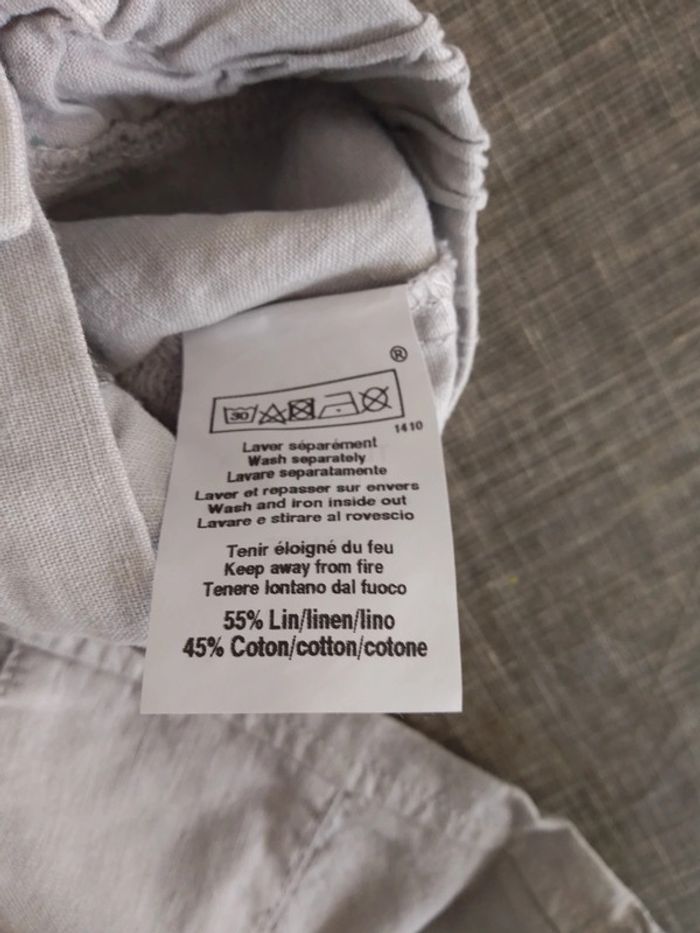 ®
30
1410
Laver séparément
Wash separately
Lavare separatamente
Laver et repasser sur envers
Wash and iron inside out
Lavare e stirare al rovescio
Tenir éloigné du feu
Keep away from fire
Tenere lontano dal fuoco
55% Lin/linen/lino
45% Coton/cotton/cotone